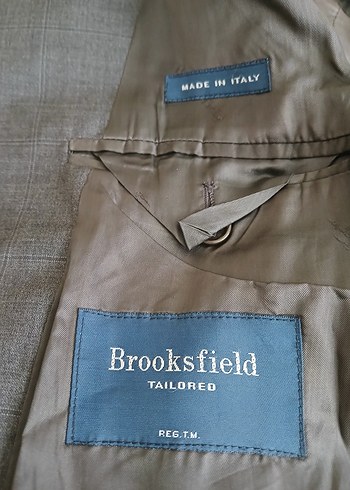 MADE IN ITALY
Brooksfield
TAILORED
REG.T.M.